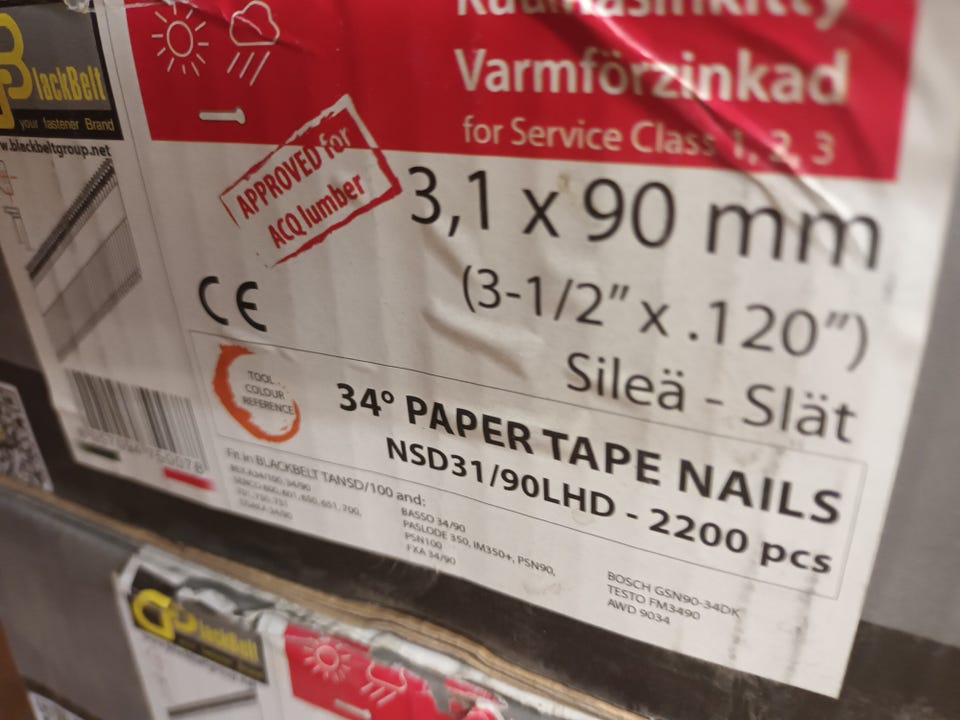 BlackBelt
your fastener Brand
w.blackbeltgroup.net
Kuumasinkitty
Varmförzinkad
for Service Class 1, 2, 3
APPROVED for
ACQ lumber
3,1 x 90 mm
(3-1/2" x .120")
Sileä - Slät
CE
TOOL
COLOUR
REFERENCE
34° PAPER TAPE NAILS
NSD31/90LHD - 2200 pcs
Fit in BLACKBELT TANSD/100 and:
BASSO 34/90
PASLODE 350, IM350+, PSN90,
PSN100
FXA 34/90
BOSCH GSN90-34DK
TESTO FM3490
AWD 9034
BlackBelt